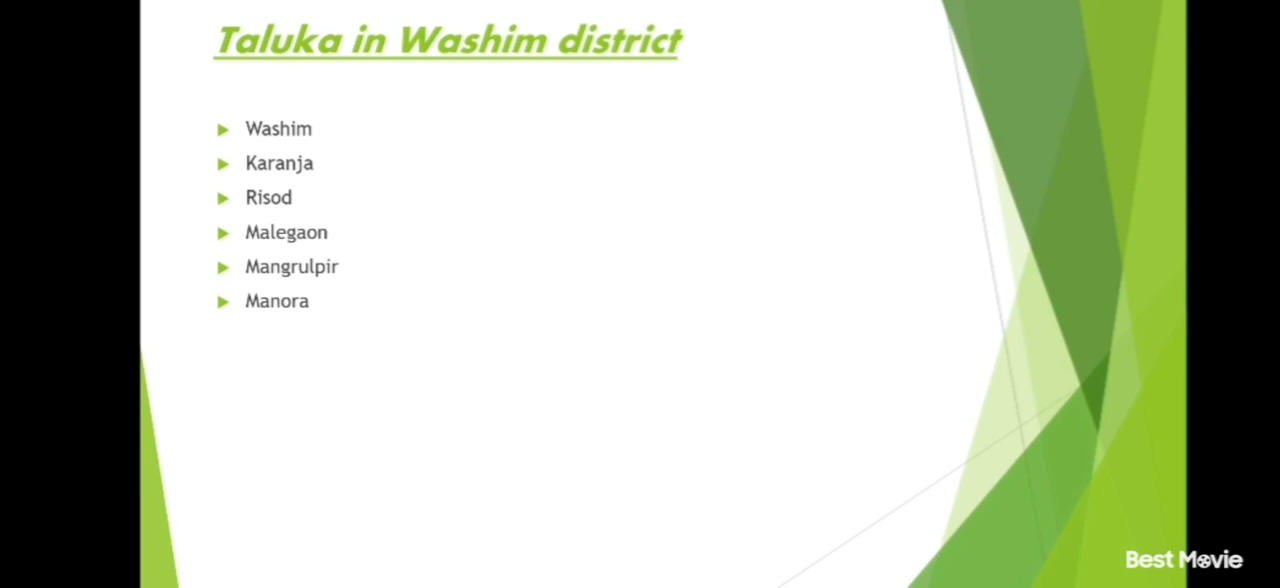 Taluka in Washim district
Washim
Karanja
Risod
Malegaon
Mangrulpir
Manora
Best Movie